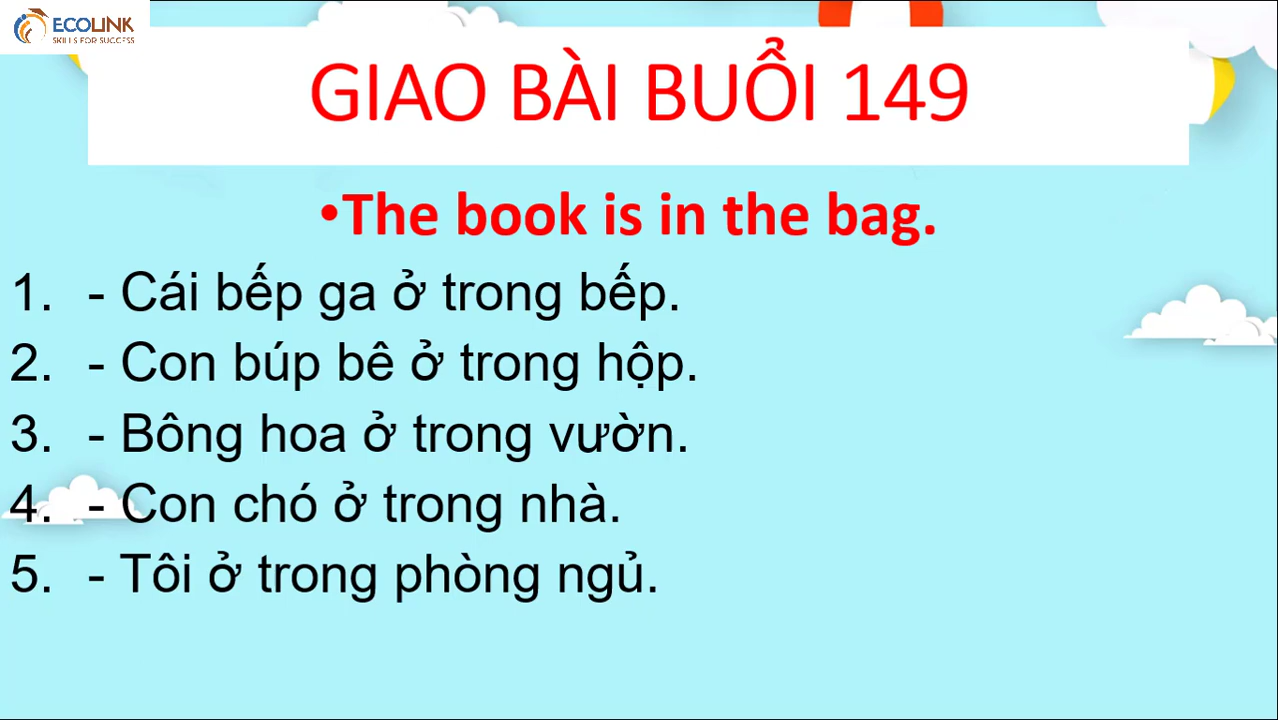 ECOLINK
SKILLS FOR SUCCESS
GIAO BÀI BUỔI 149
•The book is in the bag.
1. - Cái bếp ga ở trong bếp.
2. - Con búp bê ở trong hộp.
3. - Bông hoa ở trong vườn.
4. - Con chó ở trong nhà.
5. - Tôi ở trong phòng ngủ.